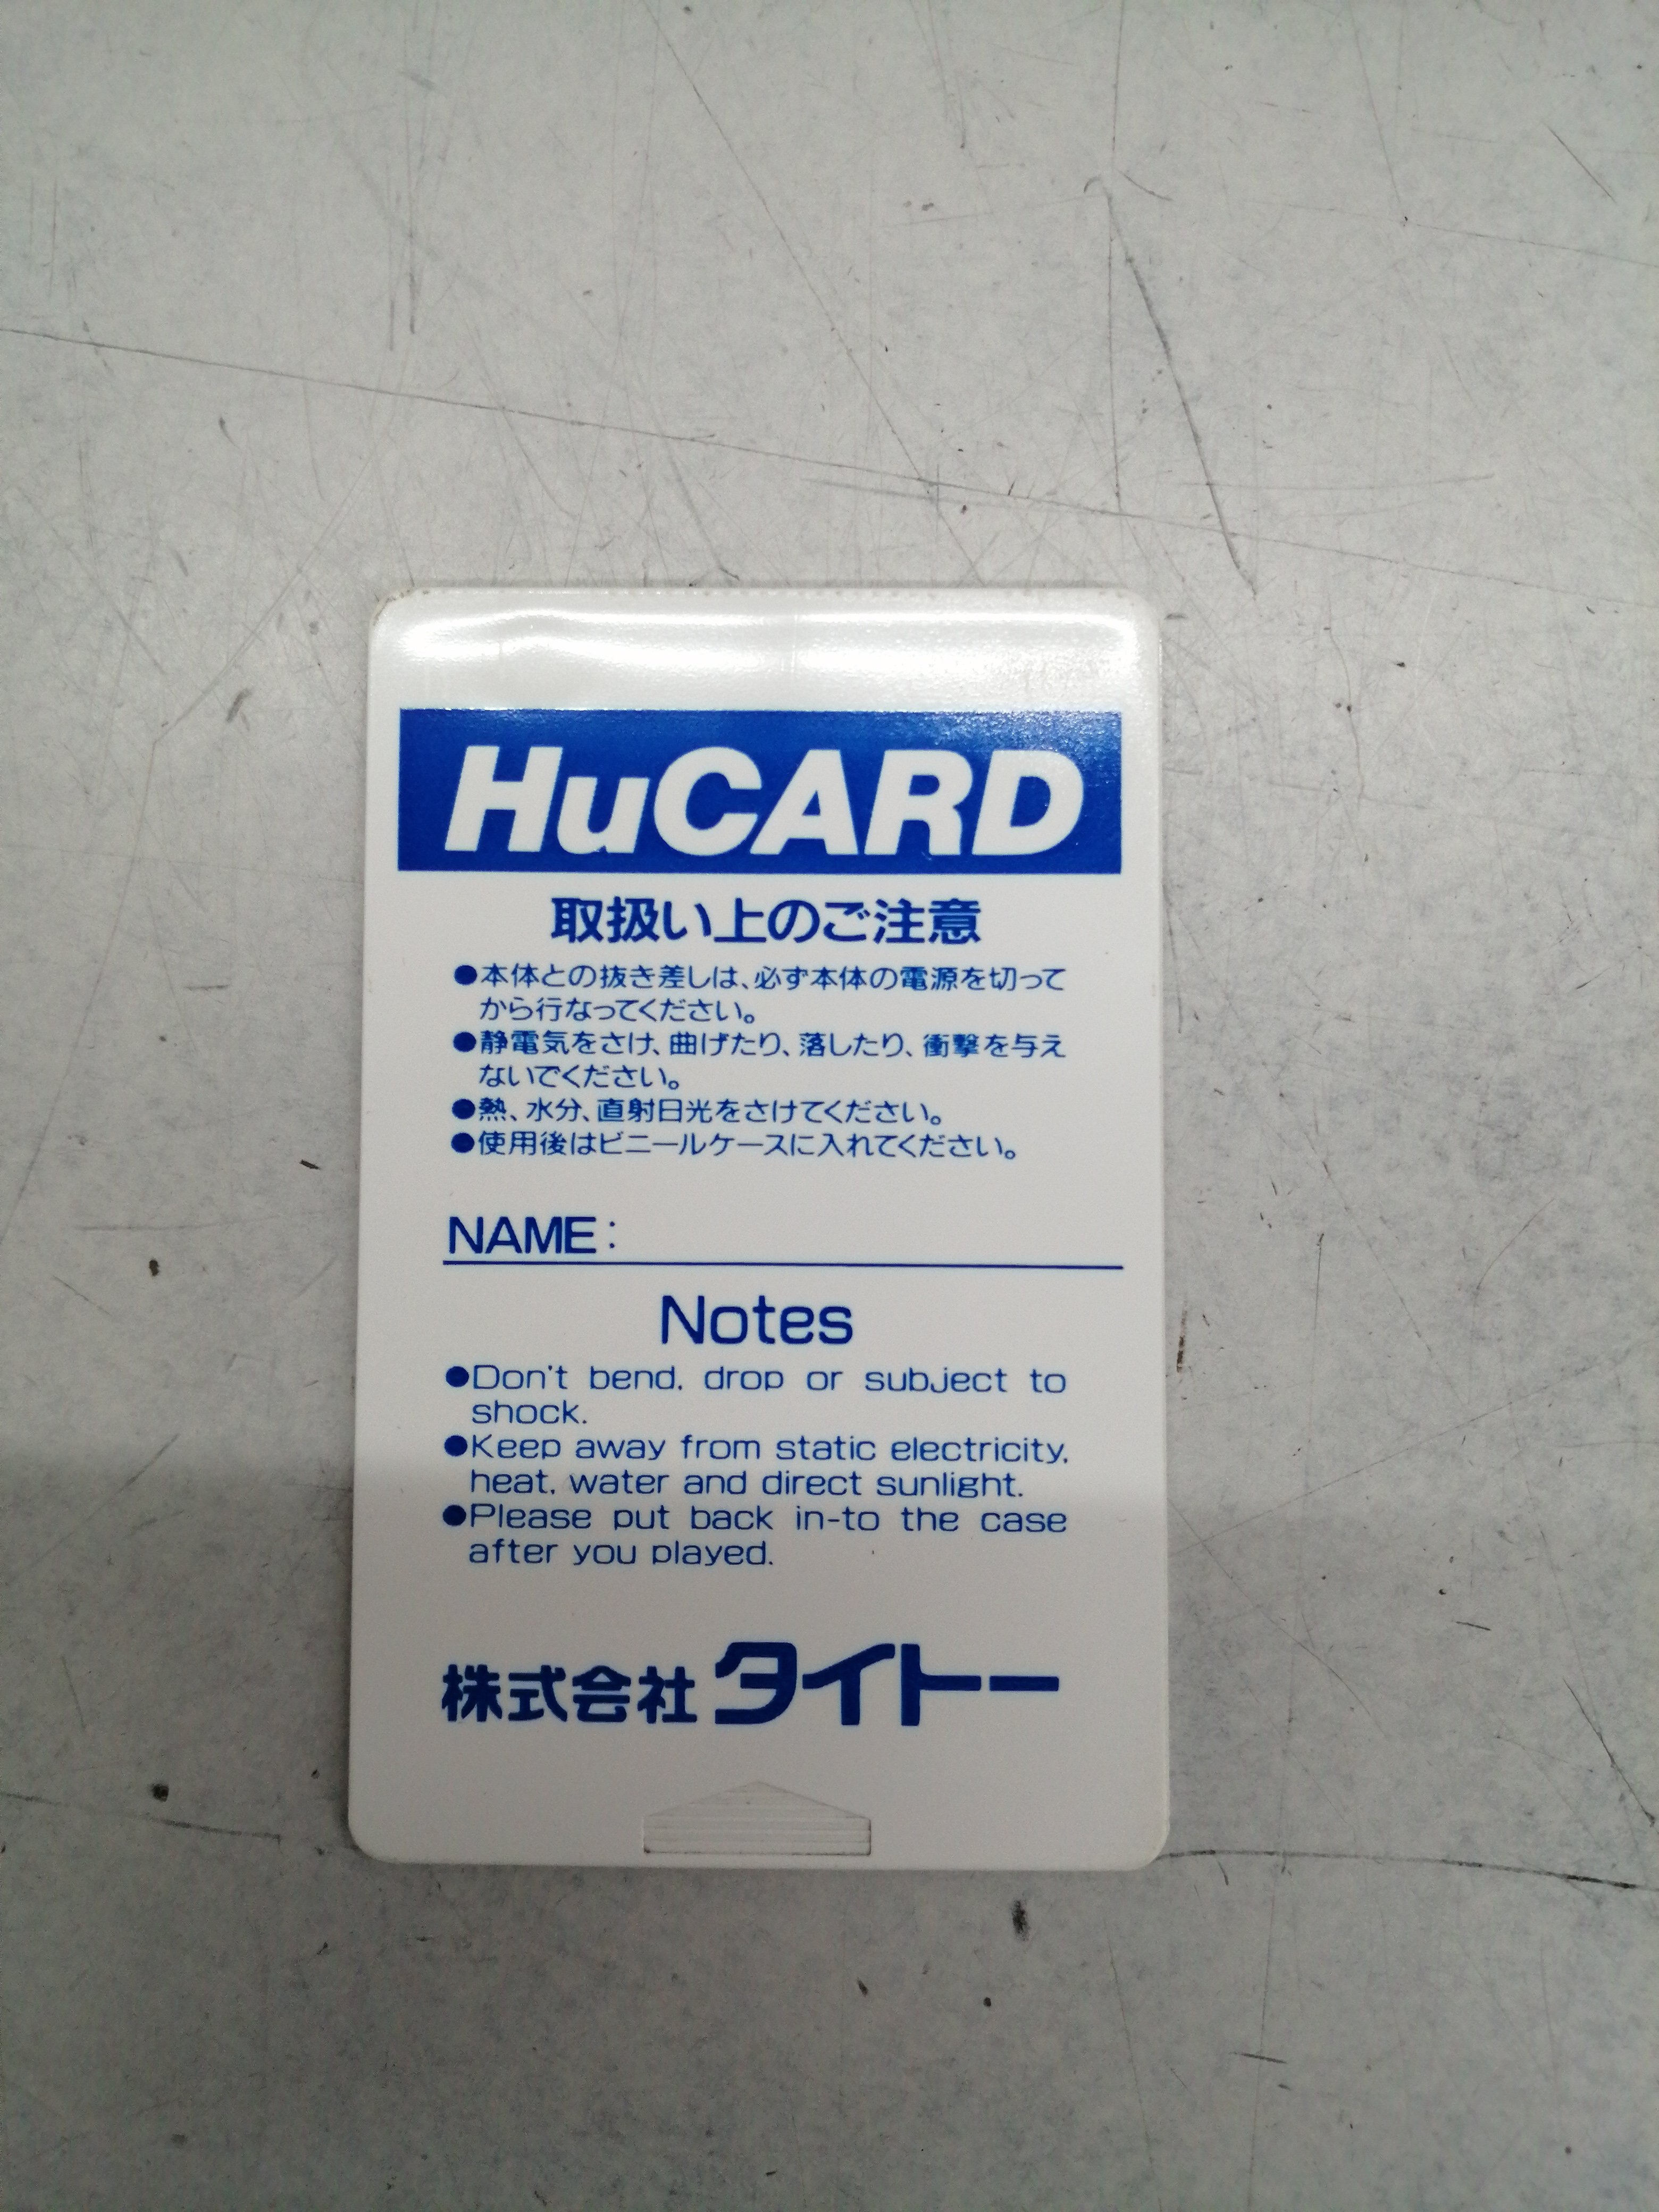 HuCARD
取扱い上のご注意
●本体との抜き差しは、必ず本体の電源を切って
から行なってください。
●静電気をさけ、曲げたり、落したり、衝撃を与え
ないでください。
●熱、水分、直射日光をさけてください。
●使用後はビニールケースに入れてください。
NAME:
Notes
●Don't bend, drop or subject to
shock.
●Keep away from static electricity,
heat, water and direct sunlight.
●Please put back in-to the case
after you played.
株式会社タイトー